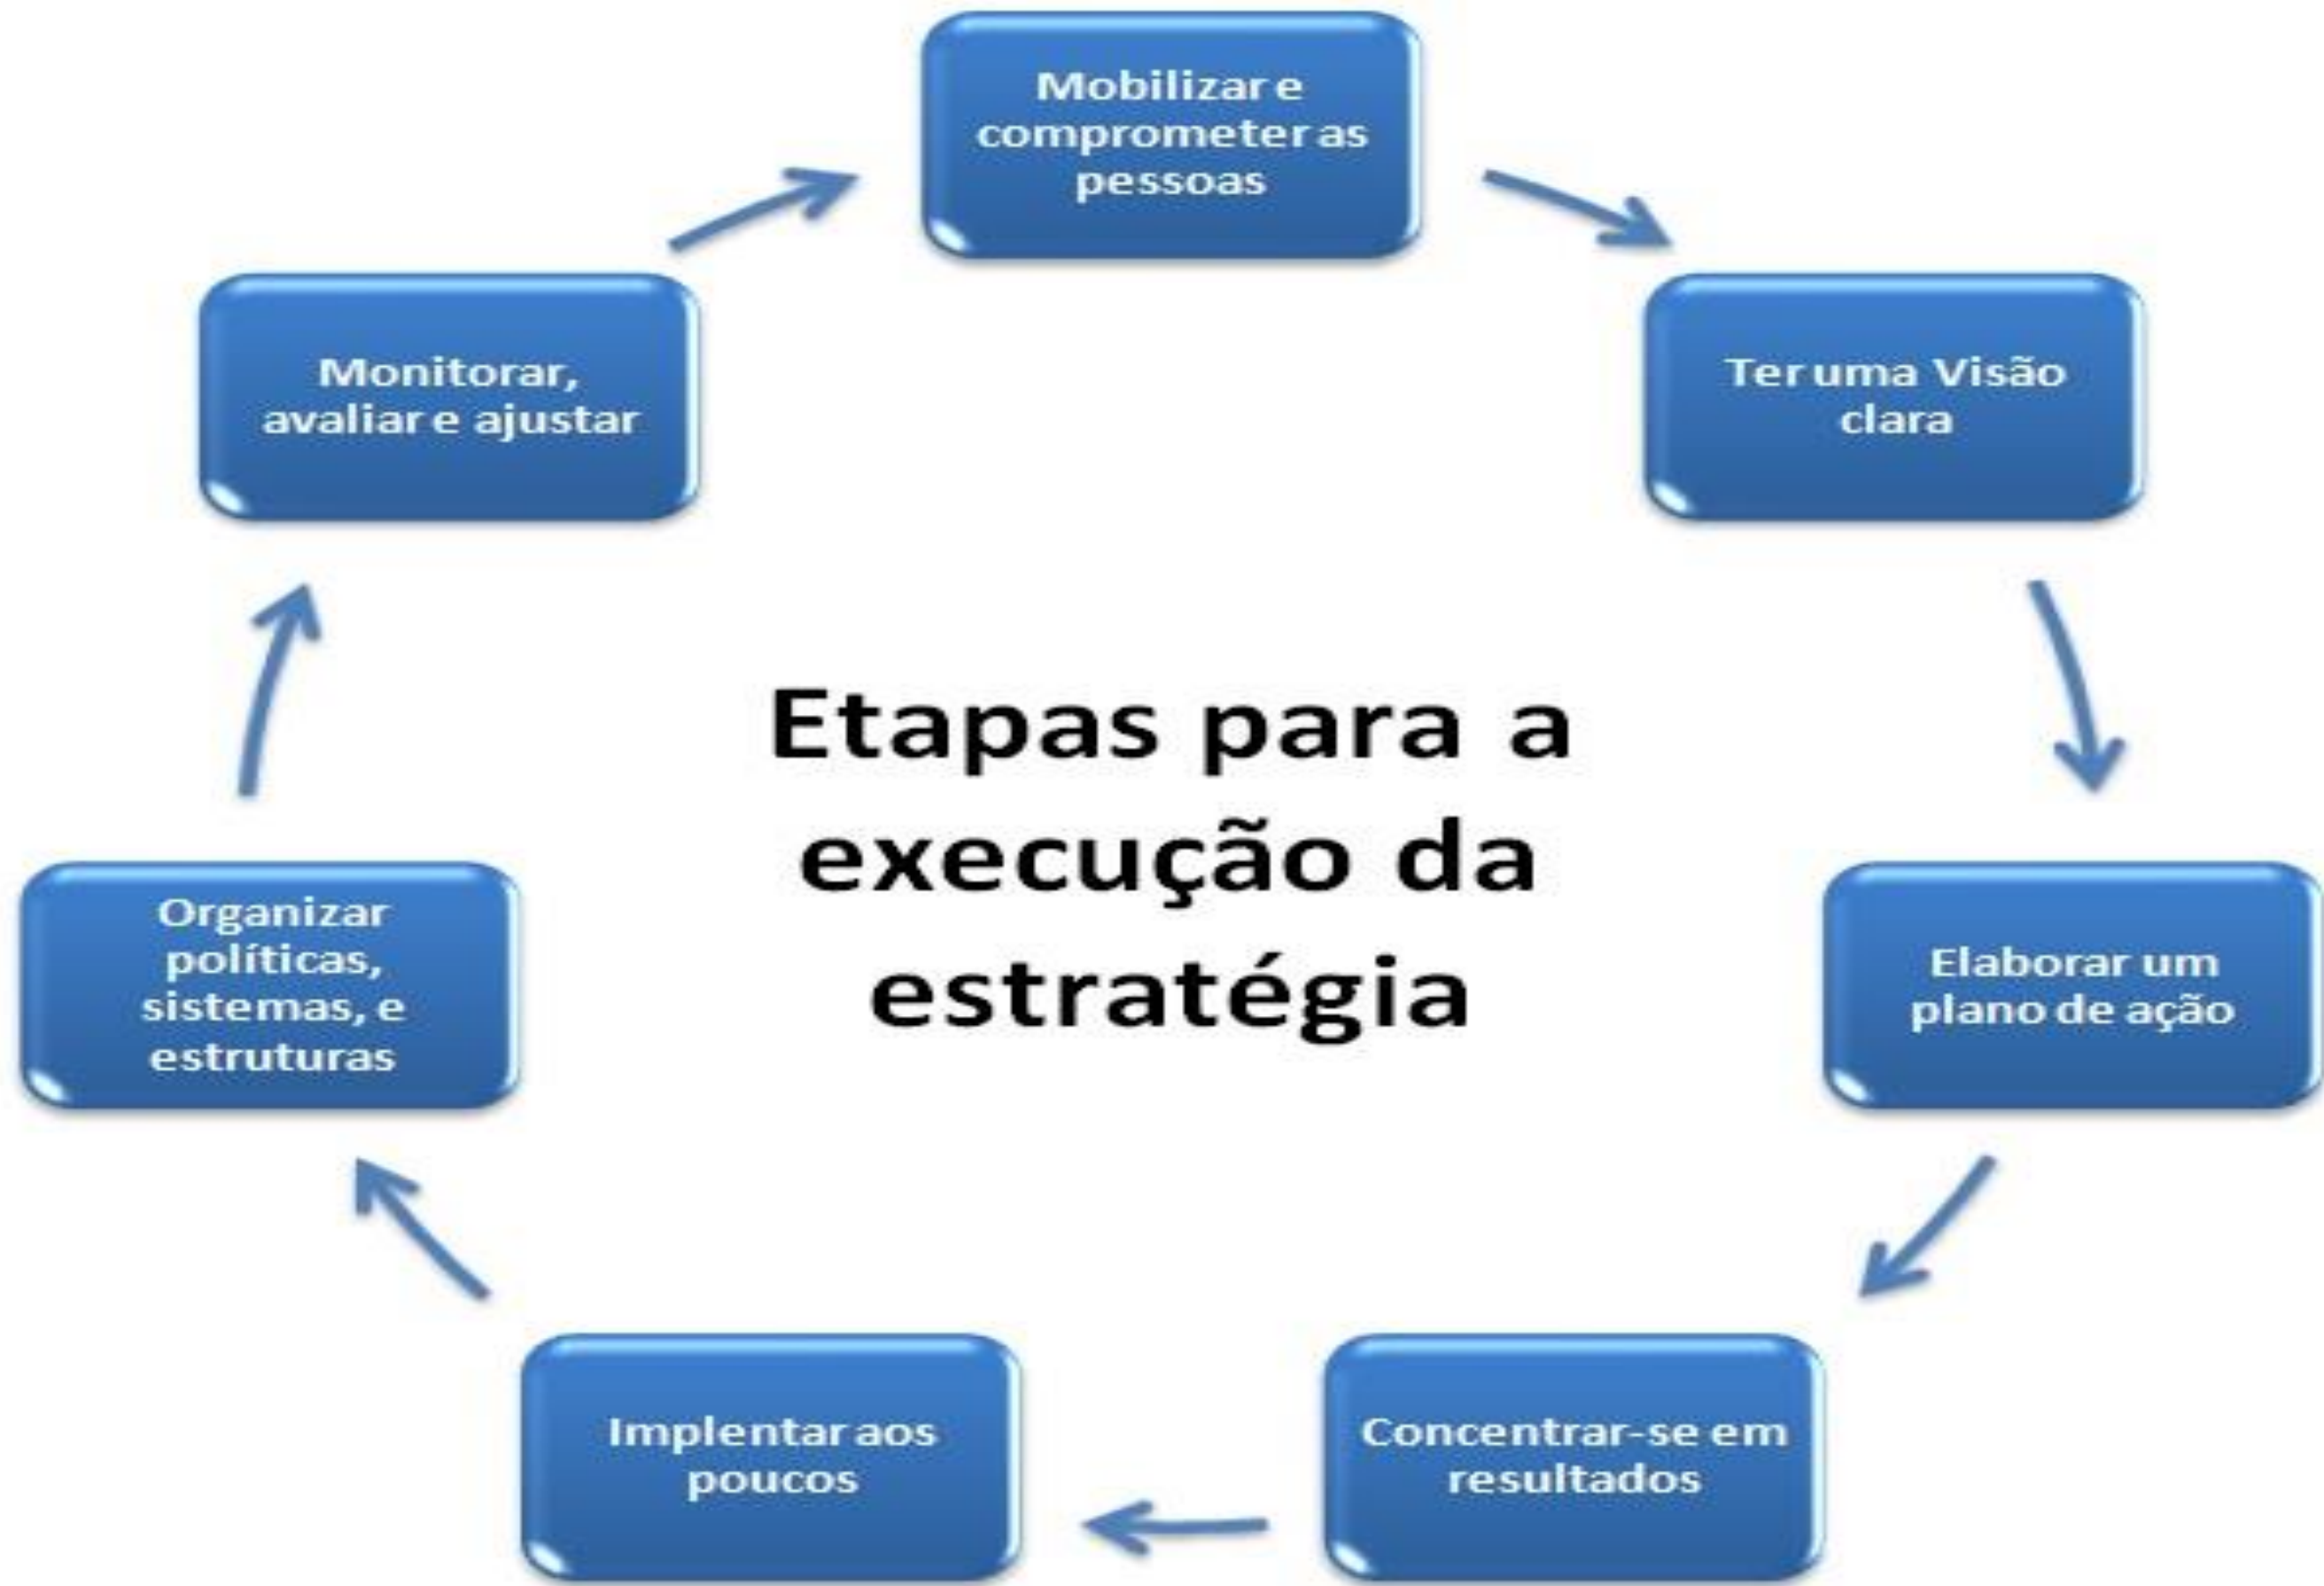 Mobilizar e
comprometer as
pessoas
Ter uma Visão
clara
Elaborar um
plano de ação
Concentrar-se em
resultados
Implentar aos
poucos
Organizar
políticas,
sistemas, e
estruturas
Monitorar,
avaliar e ajustar
Etapas para a
execução da
estratégia